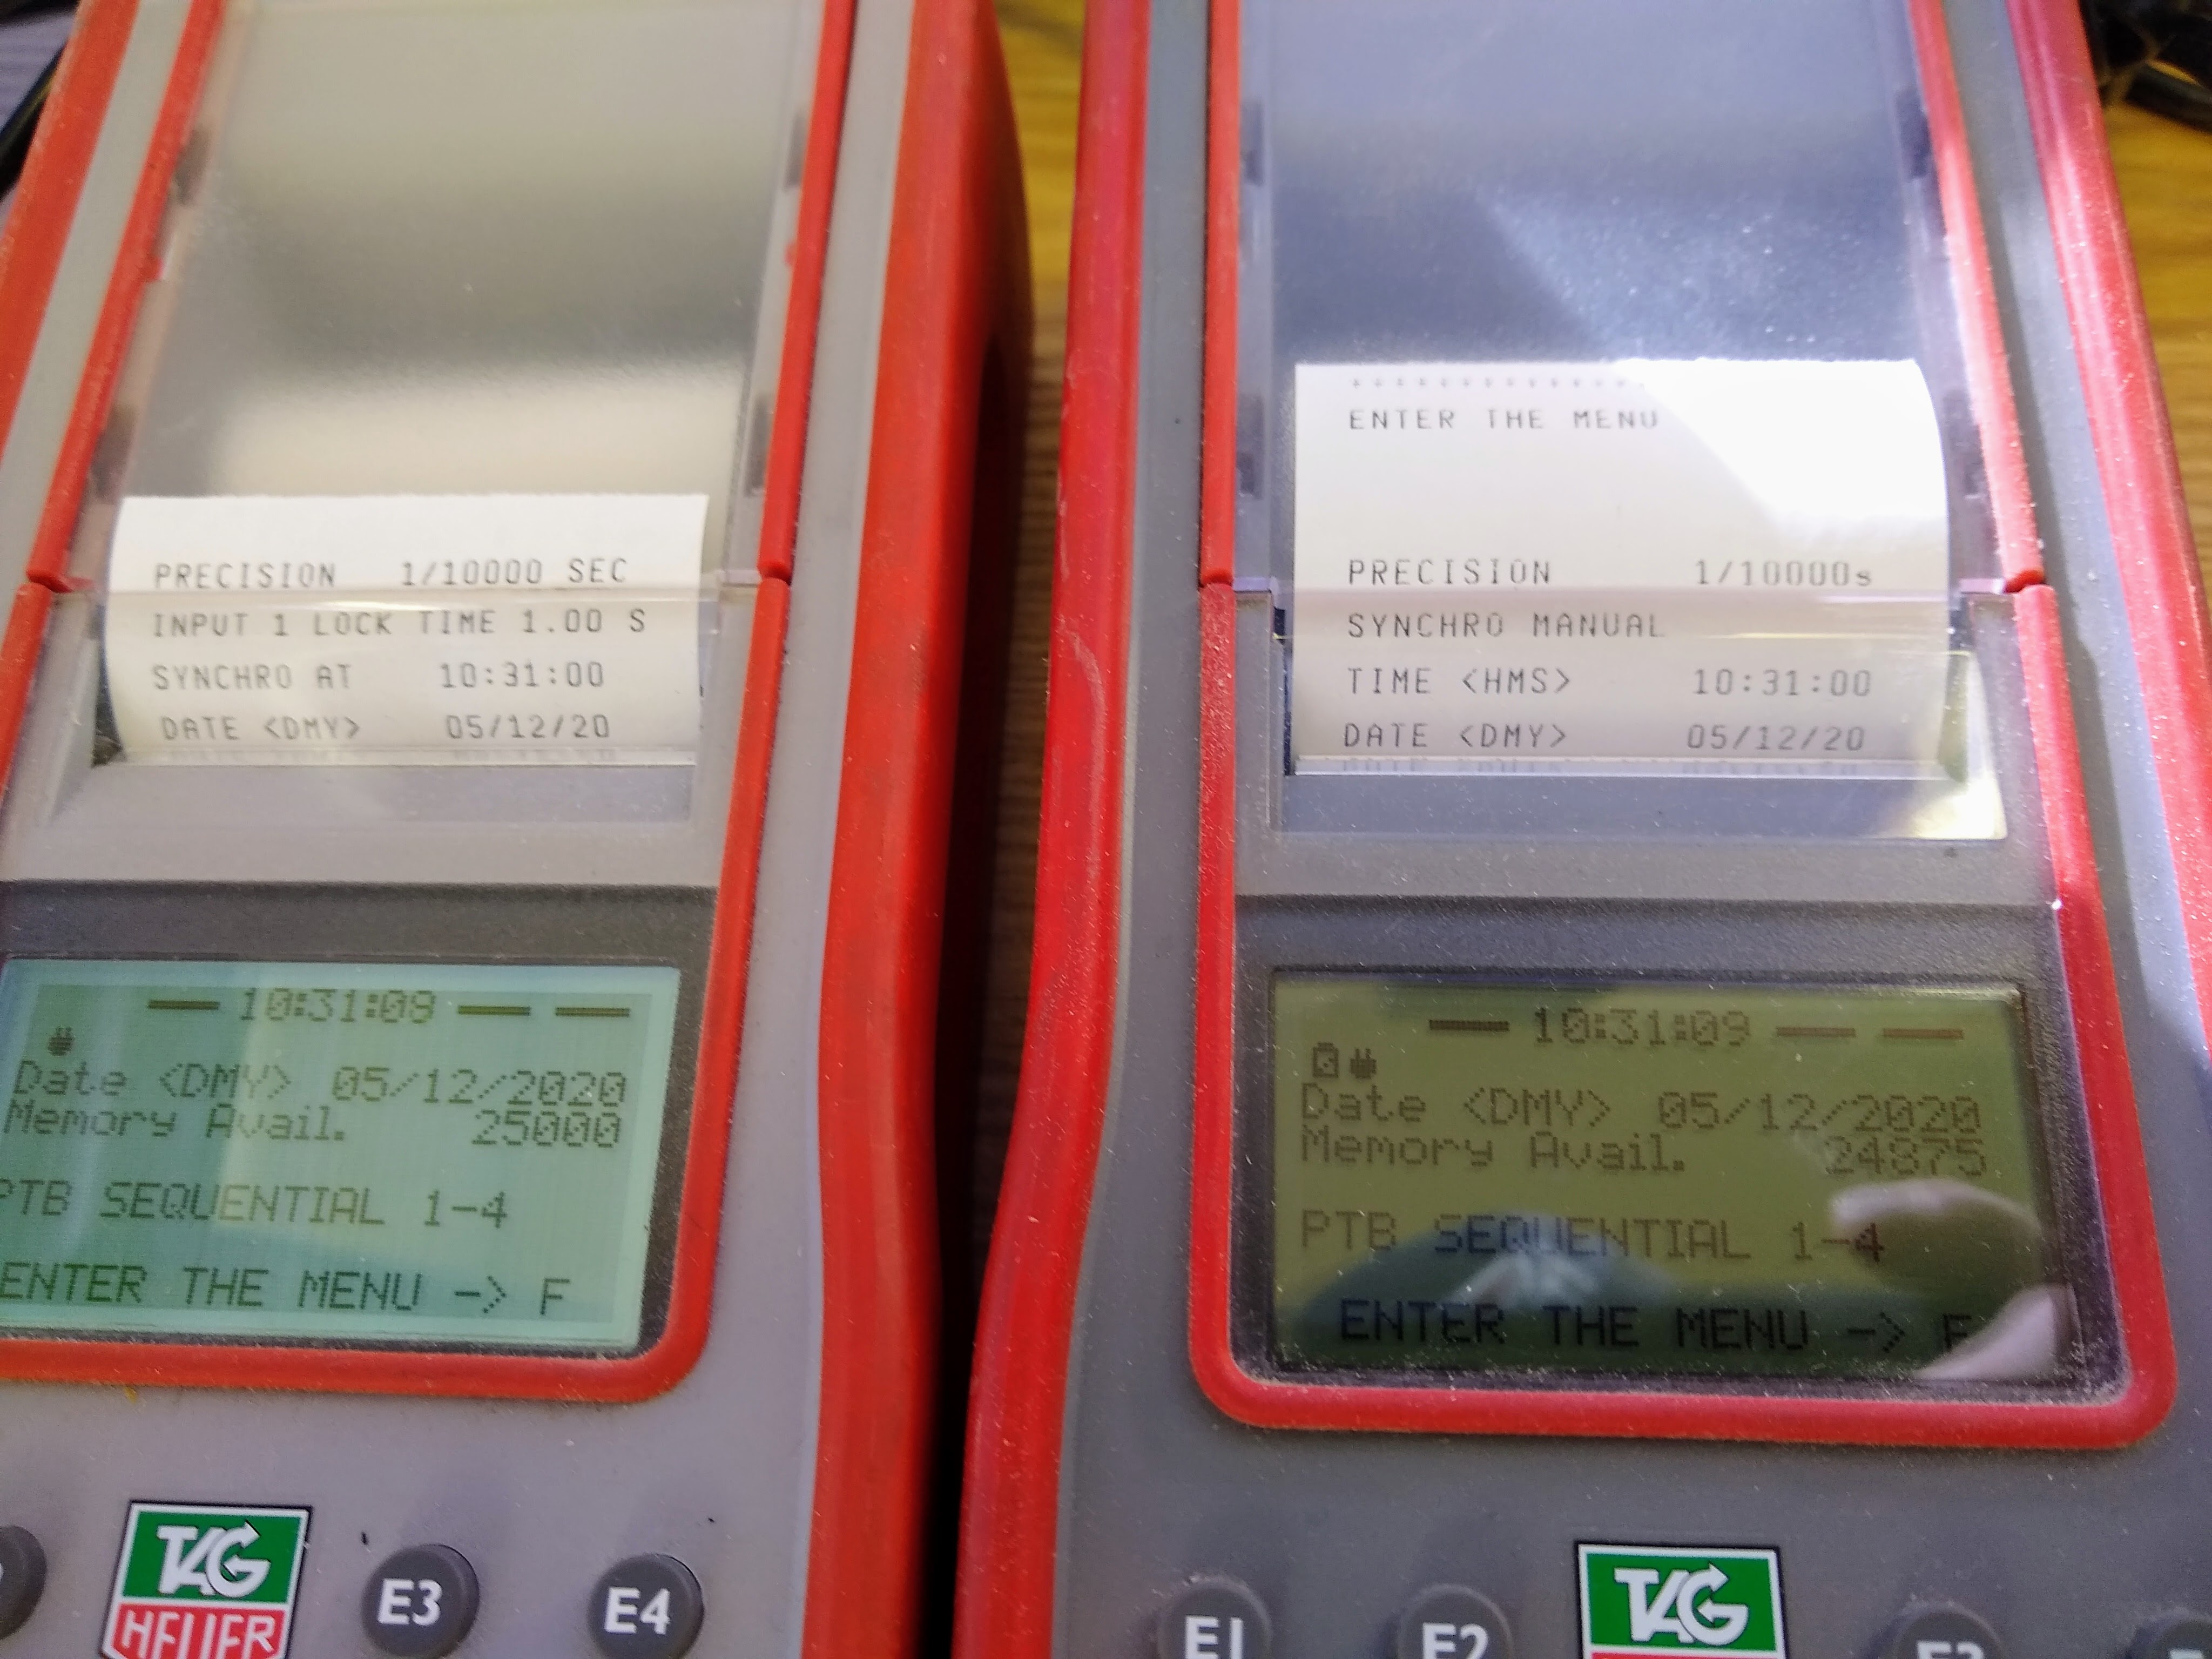 PRECISION 1/10000 SEC
INPUT 1 LOCK TIME 1.00 S
SYNCHRO AT 10:31:00
DATE <DMY> 05/12/20
10:31:09
Date <DMY> 05/12/2020
Memory Avail. 25000
PTB SEQUENTIAL 1-4
ENTER THE MENU -> F
TAG
HEUER
E3
E4
ENTER THE MENU
PRECISION 1/10000s
SYNCHRO MANUAL
TIME <HMS> 10:31:00
DATE <DMY> 05/12/20
10:31:09
Date <DMY> 05/12/2020
Memory Avail. 24875
PTB SEQUENTIAL 1-4
ENTER THE MENU -> F
E1
E2
TAG
E3